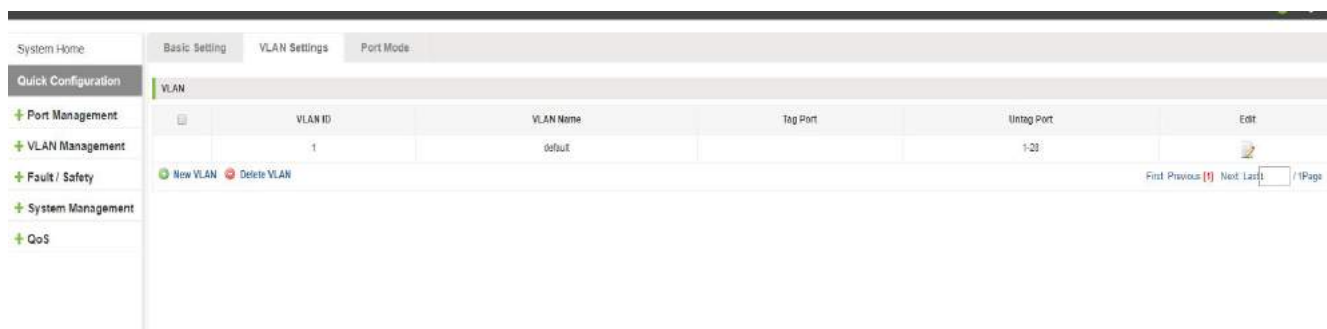 System Home
Quick Configuration
Port Management
VLAN Management
Fault / Safety
System Management
QoS
Basic Setting VLAN Settings Port Mode
VLAN
VLAN ID VLAN Name Tag Port Untag Port Edit
1 default 1-28
New VLAN Delete VLAN
First Previous [1] Next Last 1 / 1Page